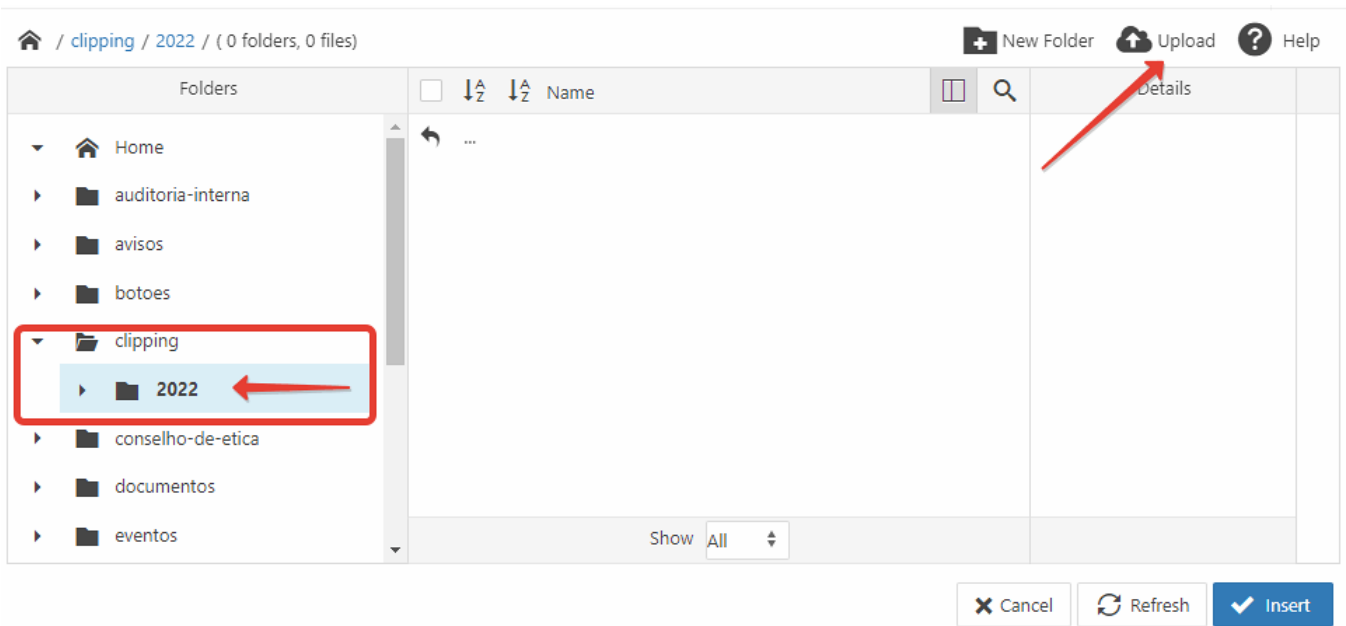 / clipping / 2022 / ( 0 folders, 0 files)
New Folder
Upload
Help
Folders
Name
Details
Home
...
auditoria-interna
avisos
botoes
clipping
2022
conselho-de-etica
documentos
eventos
Show All
Cancel
Refresh
Insert